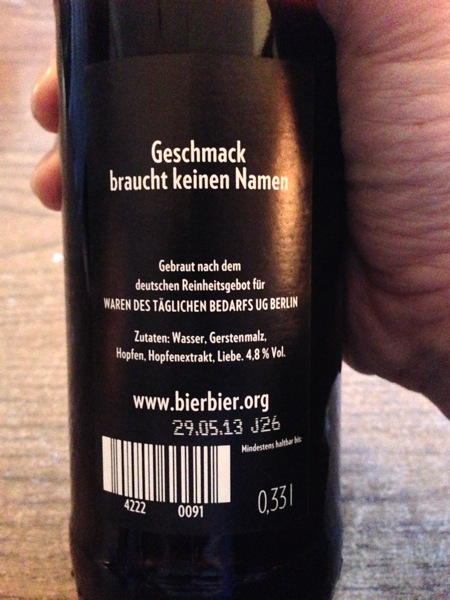 Geschmack
braucht keinen Namen
Gebraut nach dem
deutschen Reinheitsgebot für
WAREN DES TÄGLICHEN BEDARFS UG BERLIN
Zutaten: Wasser, Gerstenmalz,
Hopfen, Hopfenextrakt, Liebe. 4,8 % Vol.
www.bierbier.org
29.05.13 J26
Mindestens haltbar bis:
4222 0091
0,33 l